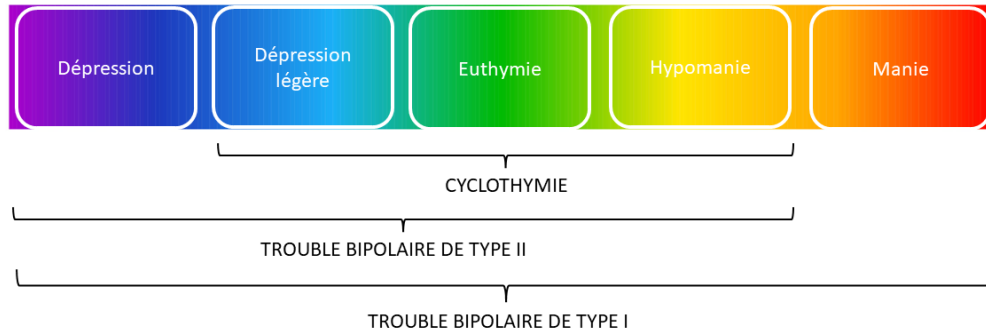 Dépression
Dépression
légère
Euthymie
Hypomanie
Manie
CYCLOTHYMIE
TROUBLE BIPOLAIRE DE TYPE II
TROUBLE BIPOLAIRE DE TYPE I